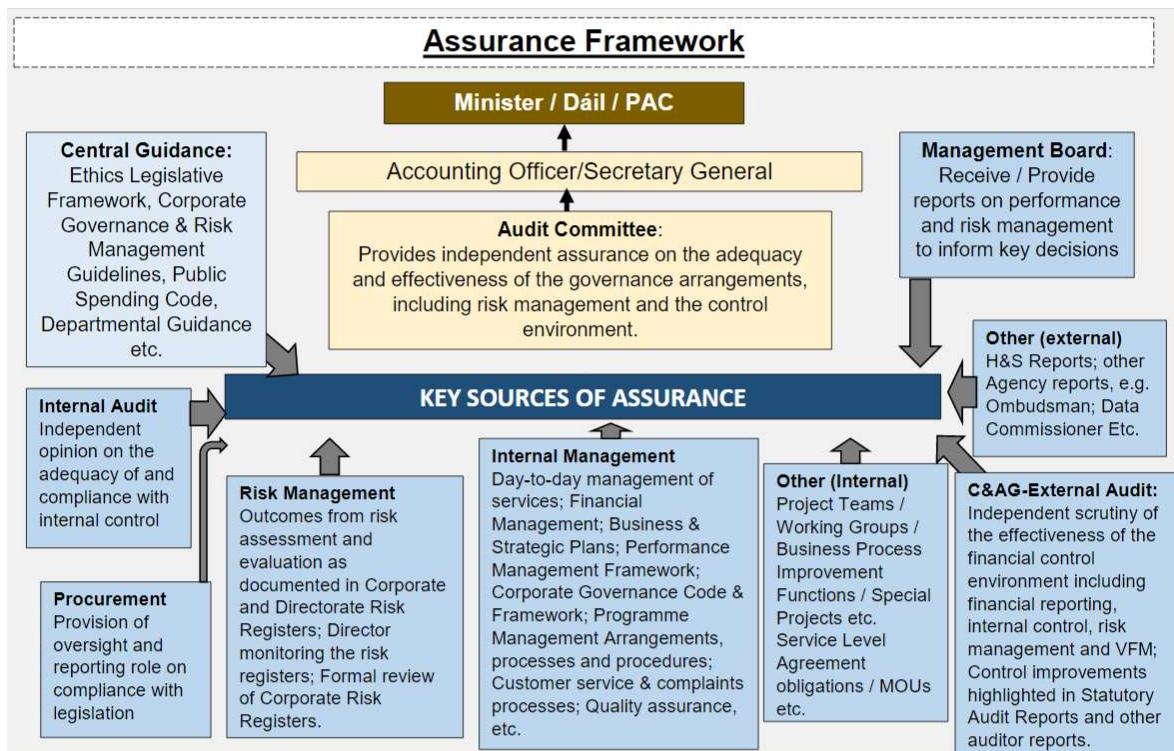 Assurance Framework
Minister / Dáil / PAC
Accounting Officer/Secretary General
Audit Committee:
Provides independent assurance on the adequacy
and effectiveness of the governance arrangements,
including risk management and the control
environment.
Central Guidance:
Ethics Legislative
Framework, Corporate
Governance & Risk
Management
Guidelines, Public
Spending Code,
Departmental Guidance
etc.
Management Board:
Receive / Provide
reports on performance
and risk management
to inform key decisions
KEY SOURCES OF ASSURANCE
Other (external)
H&S Reports; other
Agency reports, e.g.
Ombudsman; Data
Commissioner Etc.
Internal Audit
Independent
opinion on the
adequacy of and
compliance with
internal control
Procurement
Provision of
oversight and
reporting role on
compliance with
legislation
Risk Management
Outcomes from risk
assessment and
evaluation as
documented in Corporate
and Directorate Risk
Registers; Director
monitoring the risk
registers; Formal review
of Corporate Risk
Registers.
Internal Management
Day-to-day management of
services; Financial
Management; Business &
Strategic Plans; Performance
Management Framework;
Corporate Governance Code &
Framework; Programme
Management Arrangements,
processes and procedures;
Customer service & complaints
processes; Quality assurance,
etc.
Other (Internal)
Project Teams /
Working Groups /
Business Process
Improvement
Functions / Special
Projects etc.
Service Level
Agreement
obligations / MOUs
etc.
C&AG-External Audit:
Independent scrutiny of
the effectiveness of the
financial control
environment including
financial reporting,
internal control, risk
management and VFM;
Control improvements
highlighted in Statutory
Audit Reports and other
auditor reports.